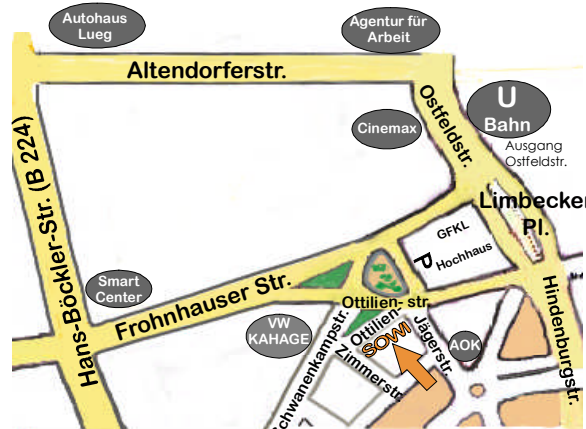 Autohaus
Lueg
Agentur für
Arbeit
Altendorferstr.
Ostfeldstr.
U
Bahn
Cinemax
Ausgang
Ostfeldstr.
Limbecker
Pl.
GFKL
P
Hochhaus
Hans-Böckler-Str. (B 224)
Smart
Center
Frohnhauser Str.
Ottilien- str.
VW
KAHAGE
Schwanenkampstr.
Ottilien-
SOWI
Zimmerstr.
Jägerstr.
AOK
Hindenburgstr.